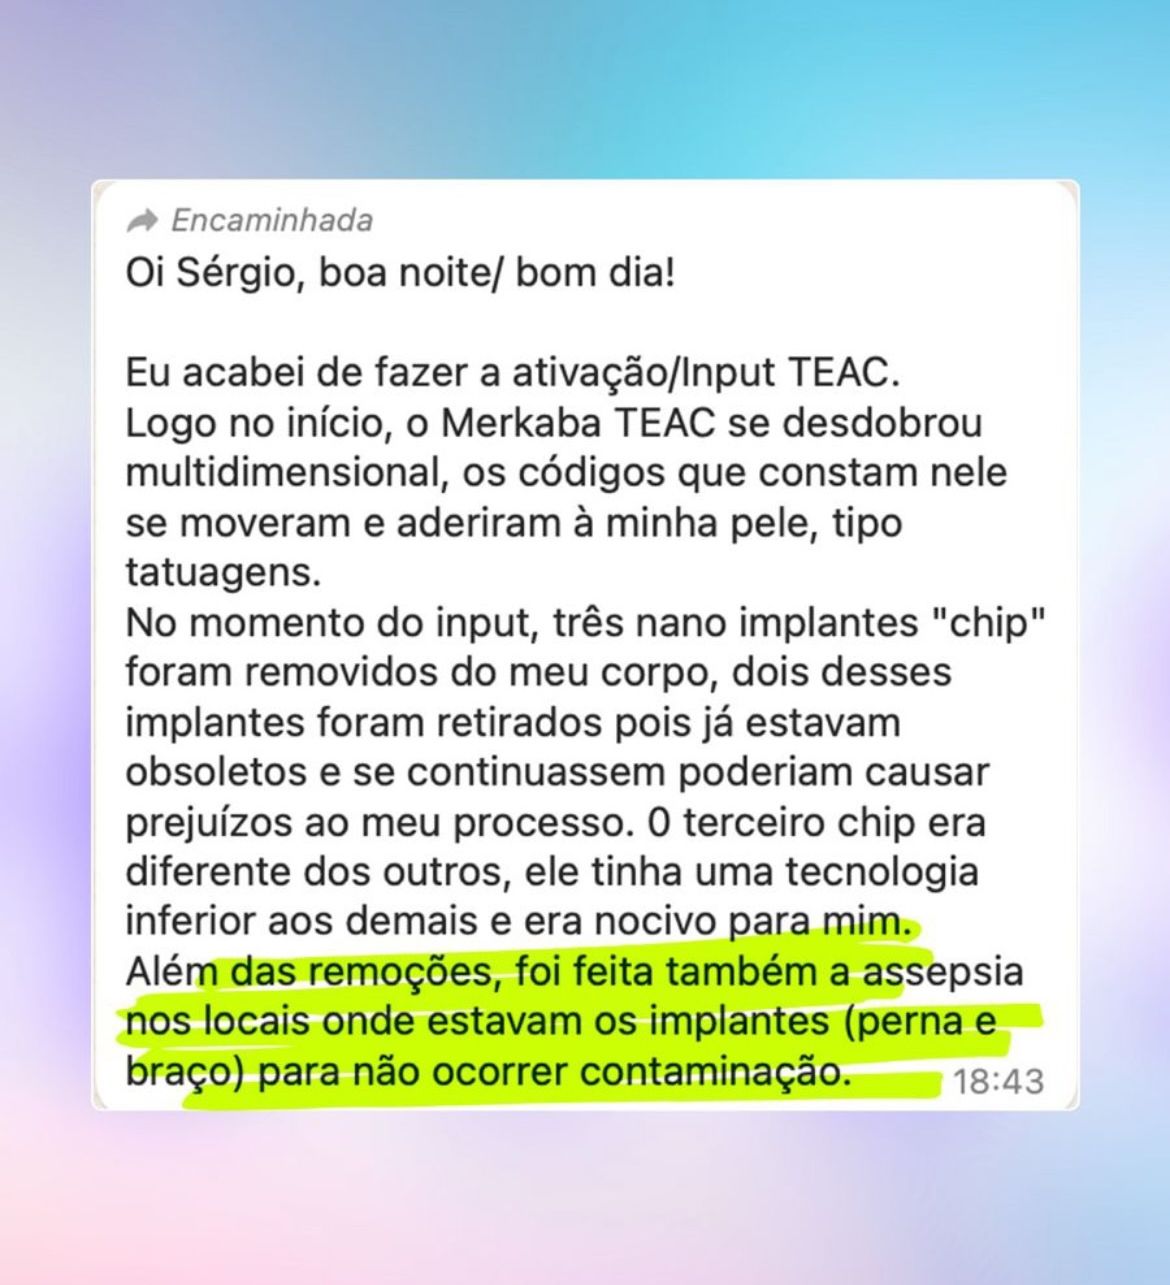 Encaminhada
Oi Sérgio, boa noite/ bom dia!
Eu acabei de fazer a ativação/Input TEAC.
Logo no início, o Merkaba TEAC se desdobrou
multidimensional, os códigos que constam nele
se moveram e aderiram à minha pele, tipo
tatuagens.
No momento do input, três nano implantes "chip"
foram removidos do meu corpo, dois desses
implantes foram retirados pois já estavam
obsoletos e se continuassem poderiam causar
prejuízos ao meu processo. O terceiro chip era
diferente dos outros, ele tinha uma tecnologia
inferior aos demais e era nocivo para mim.
Além das remoções, foi feita também a assepsia
nos locais onde estavam os implantes (perna e
braço) para não ocorrer contaminação.
18:43